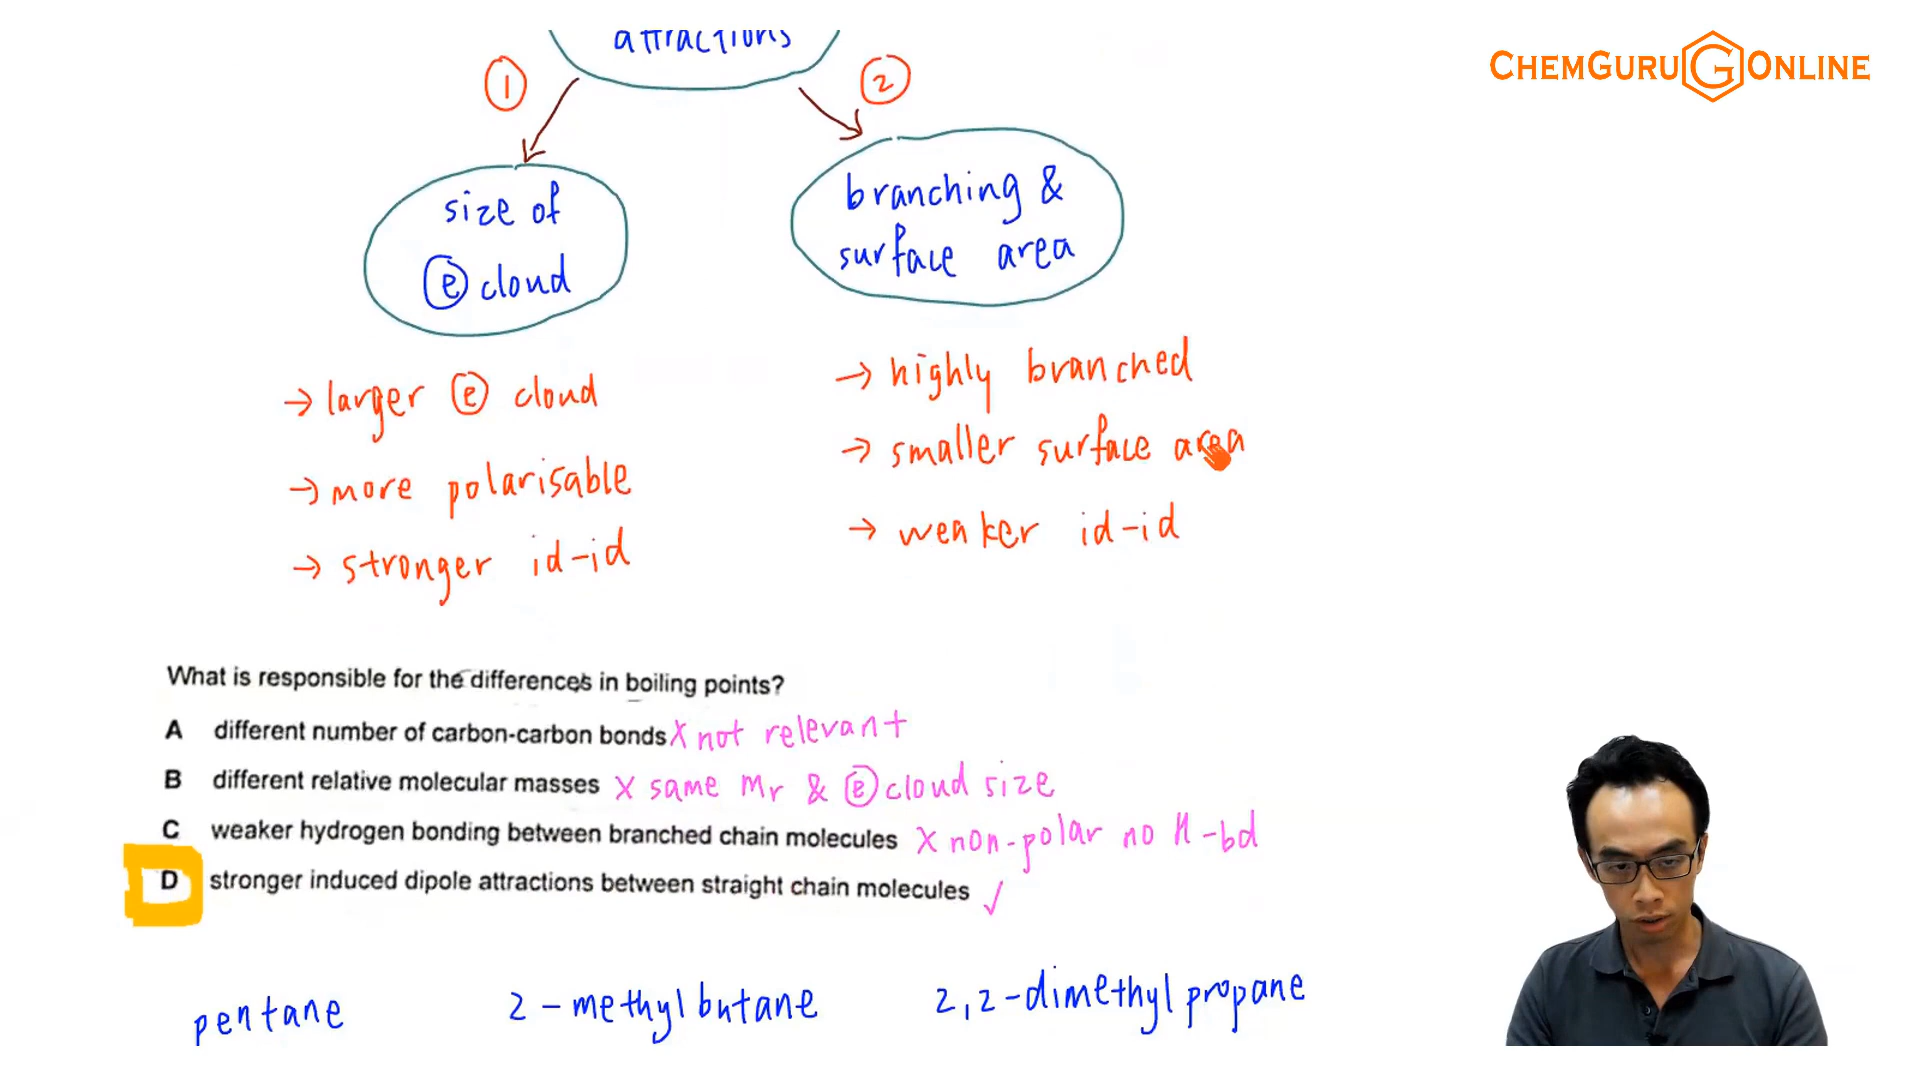 attractions
CHEMGURU G ONLINE
1
2
size of
e cloud
branching &
surface area
→ larger e cloud
→ more polarisable
→ stronger id-id
→ highly branched
→ smaller surface area
→ weaker id-id
What is responsible for the differences in boiling points?
A different number of carbon-carbon bonds x not relevant
B different relative molecular masses x same Mr & e cloud size
C weaker hydrogen bonding between branched chain molecules x non-polar no H-bd
D stronger induced dipole attractions between straight chain molecules ✓
pentane 2-methylbutane 2,2-dimethylpropane